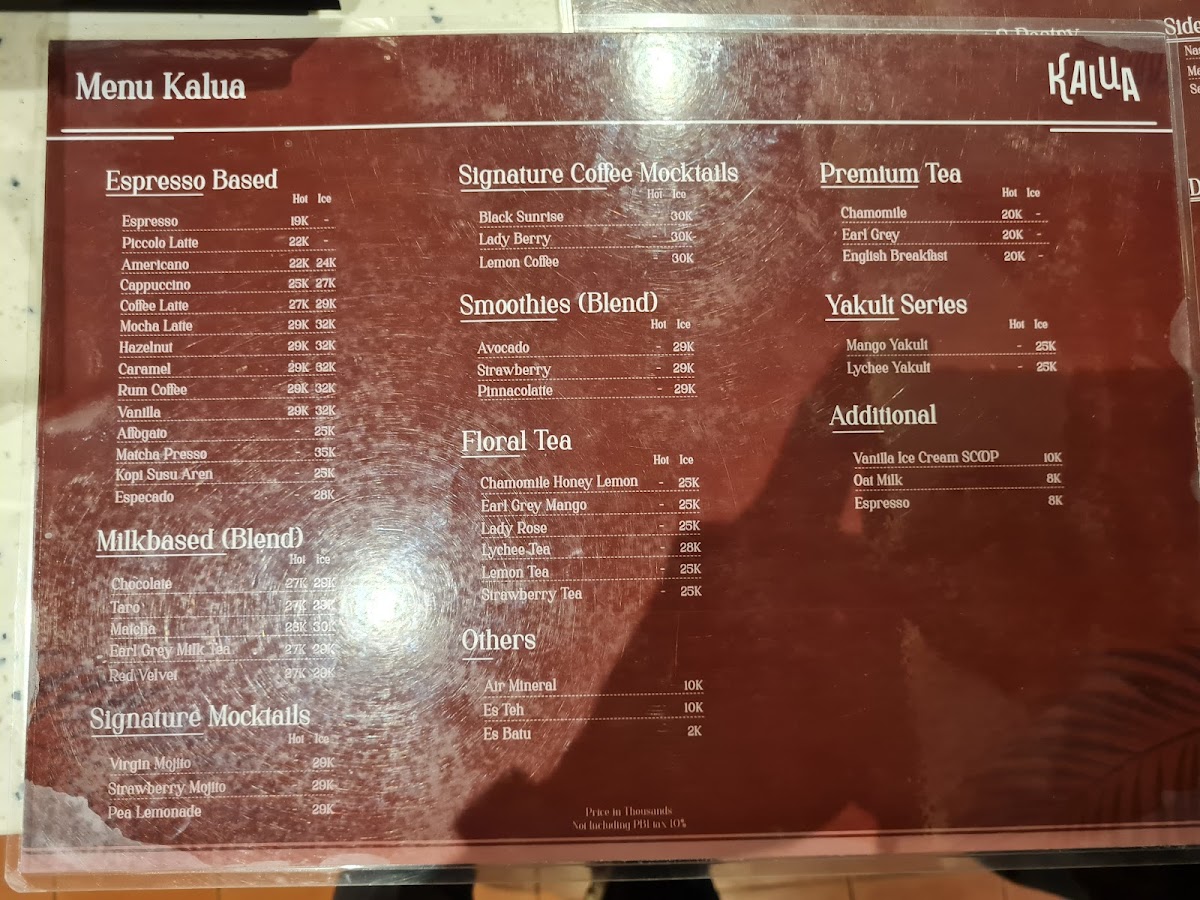 Menu Kalua
KALUA
Espresso Based
Hot Ice
Espresso 19K -
Piccolo Latte 22K -
Americano 22K 24K
Cappuccino 25K 27K
Coffee Latte 27K 29K
Mocha Latte 29K 32K
Hazelnut 29K 32K
Caramel 29K 32K
Rum Coffee 29K 32K
Vanilla 29K 32K
Affogato 25K
Matcha Presso 35K
Kopi Susu Aren 25K
Especado 28K
Milkbased (Blend)
Hot Ice
Chocolate 27K 29K
Taro 27K
Matcha 30K
Earl Grey Milk Tea 27K 29K
Red Velvet 27K 29K
Signature Mocktails
Hot Ice
Virgin Mojito 29K
Strawberry Mojito 29K
Pea Lemonade 29K
Signature Coffee Mocktails
Hot Ice
Black Sunrise - 30K
Lady Berry - 30K
Lemon Coffee - 30K
Smoothies (Blend)
Hot Ice
Avocado - 29K
Strawberry - 29K
Pinnacolatte - 29K
Floral Tea
Hot Ice
Chamomile Honey Lemon - 25K
Earl Grey Mango - 25K
Lady Rose - 25K
Lychee Tea - 28K
Lemon Tea - 25K
Strawberry Tea - 25K
Others
Air Mineral 10K
Es Teh 10K
Es Batu 2K
Premium Tea
Hot Ice
Chamomile 20K -
Earl Grey 20K -
English Breakfast 20K -
Yakult Series
Hot Ice
Mango Yakult - 25K
Lychee Yakult - 25K
Additional
Vanilla Ice Cream SCOOP 10K
Oat Milk 8K
Espresso 8K
Price in Thousands
Not Including PB1 tax 10%
& Pastry
Side